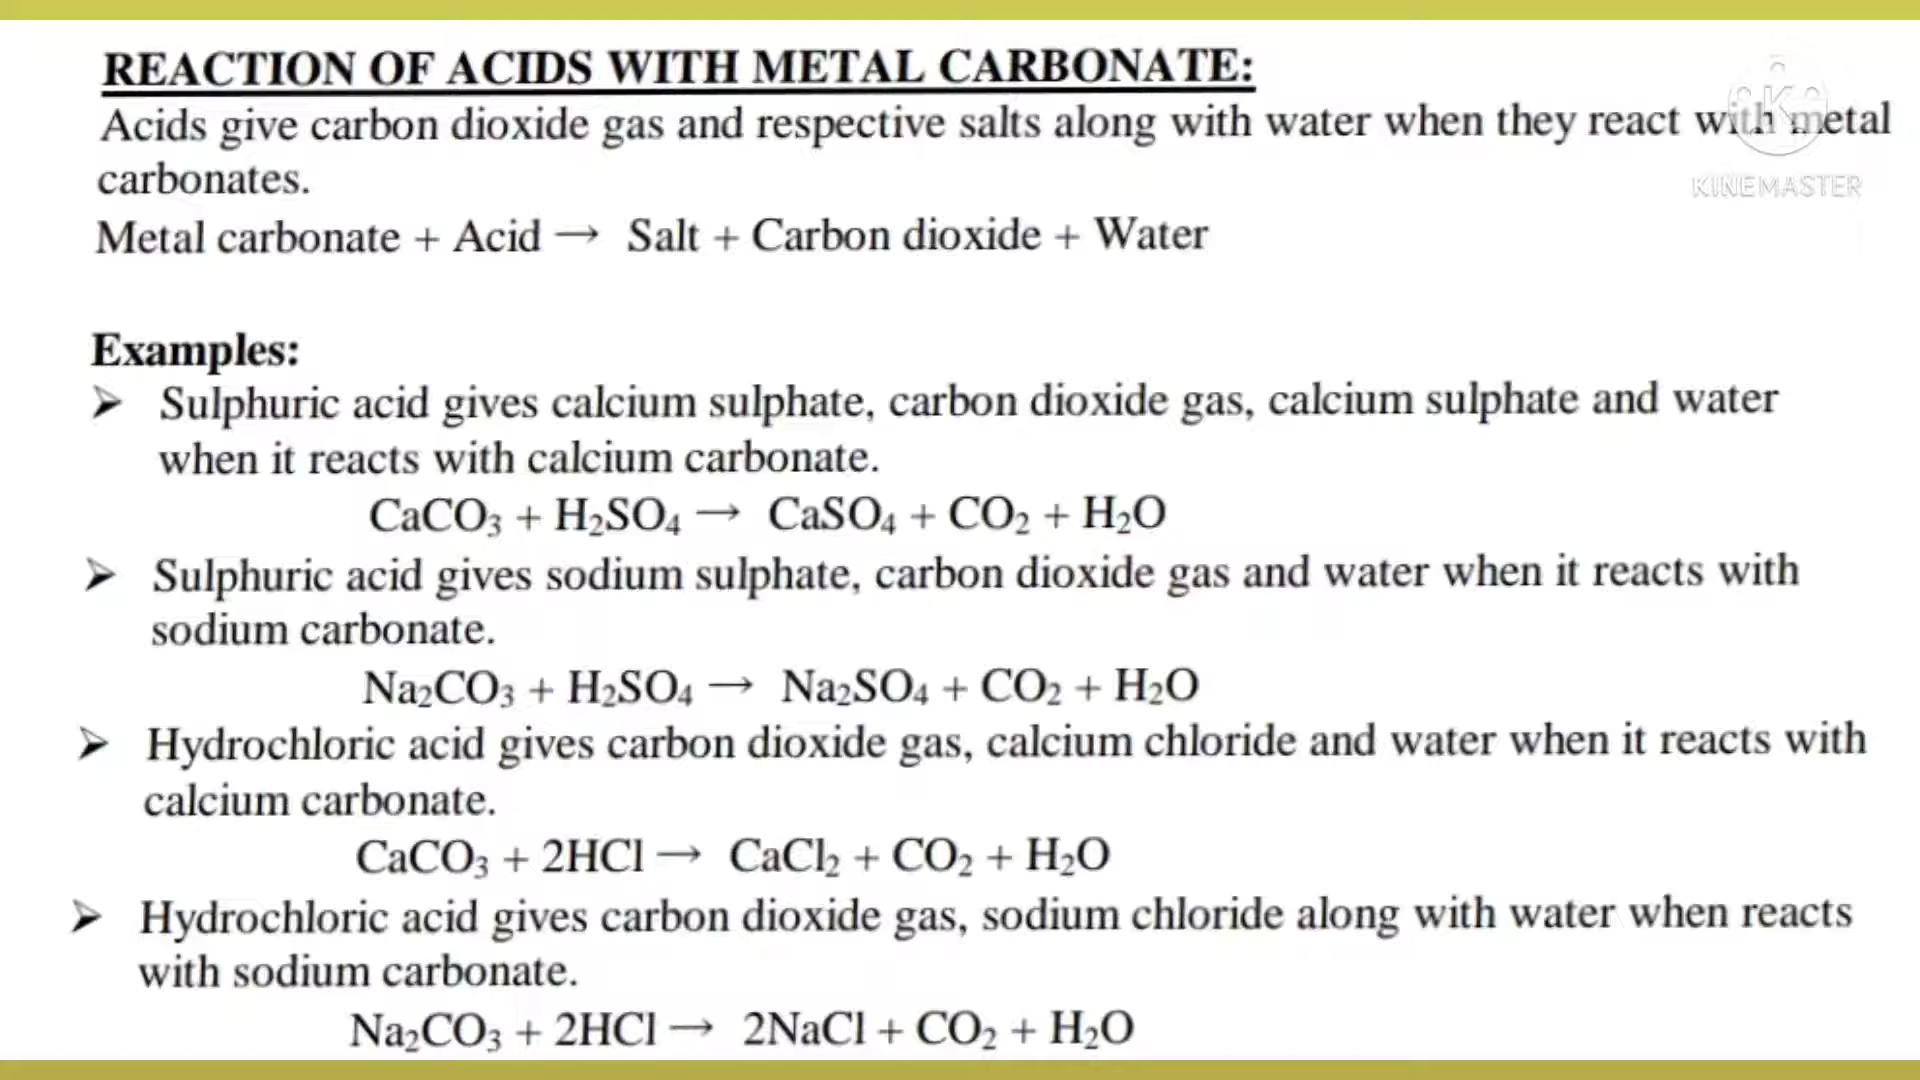 REACTION OF ACIDS WITH METAL CARBONATE:
Acids give carbon dioxide gas and respective salts along with water when they react with metal
carbonates.
KINEMASTER
Metal carbonate + Acid → Salt + Carbon dioxide + Water
Examples:
➢ Sulphuric acid gives calcium sulphate, carbon dioxide gas, calcium sulphate and water
when it reacts with calcium carbonate.
CaCO₃ + H₂SO₄ → CaSO₄ + CO₂ + H₂O
➢ Sulphuric acid gives sodium sulphate, carbon dioxide gas and water when it reacts with
sodium carbonate.
Na₂CO₃ + H₂SO₄ → Na₂SO₄ + CO₂ + H₂O
➢ Hydrochloric acid gives carbon dioxide gas, calcium chloride and water when it reacts with
calcium carbonate.
CaCO₃ + 2HCl → CaCl₂ + CO₂ + H₂O
➢ Hydrochloric acid gives carbon dioxide gas, sodium chloride along with water when reacts
with sodium carbonate.
Na₂CO₃ + 2HCl → 2NaCl + CO₂ + H₂O